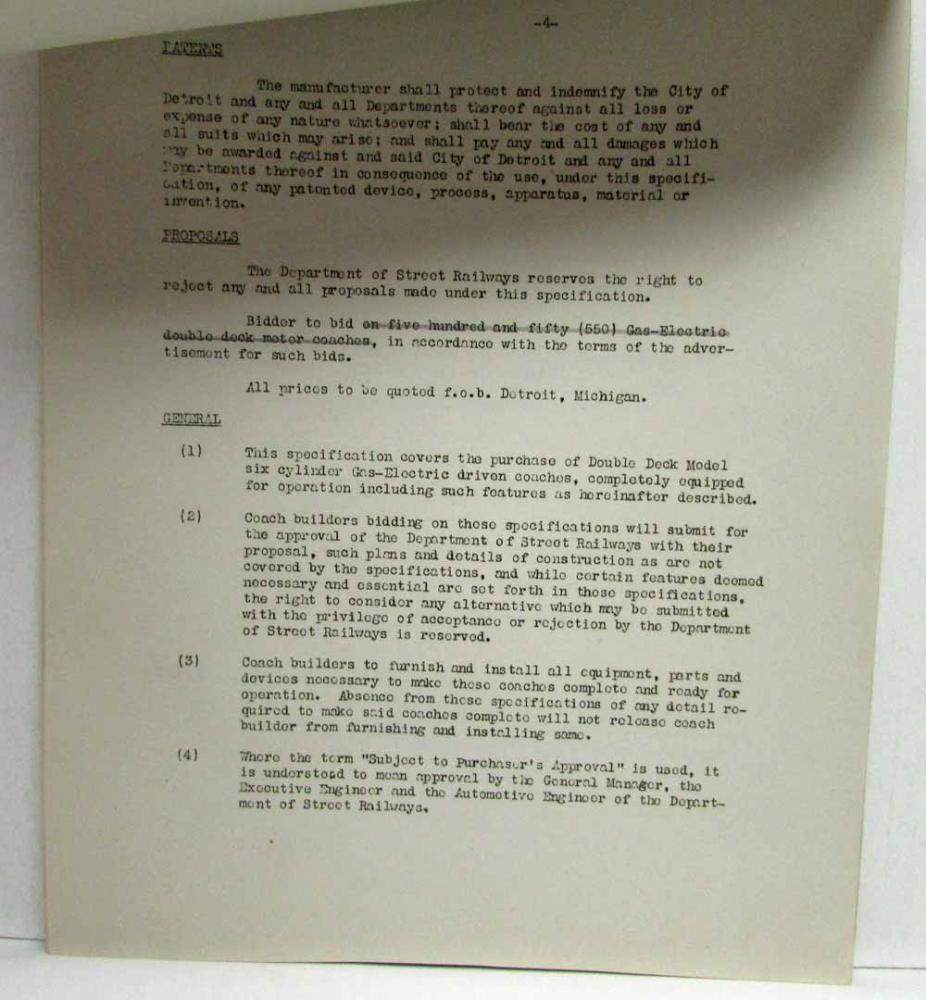 -4-
PATENTS
The manufacturer shall protect and indemnify the City of
Detroit and any and all Departments thereof against all loss or
expense of any nature whatsoever; shall bear the cost of any and
all suits which may arise; and shall pay any and all damages which
may be awarded against and said City of Detroit and any and all
Departments thereof in consequence of the use, under this specifi-
cation, of any patented device, process, apparatus, material or
invention.
PROPOSALS
The Department of Street Railways reserves the right to
reject any and all proposals made under this specification.
Bidder to bid on five hundred and fifty (550) Gas-Electric
double deck motor coaches, in accordance with the terms of the adver-
tisement for such bids.
All prices to be quoted f.o.b. Detroit, Michigan.
GENERAL
(1) This specification covers the purchase of Double Deck Model
six cylinder Gas-Electric driven coaches, completely equipped
for operation including such features as hereinafter described.
(2) Coach builders bidding on these specifications will submit for
the approval of the Department of Street Railways with their
proposal, such plans and details of construction as are not
covered by the specifications, and while certain features deemed
necessary and essential are set forth in these specifications,
the right to consider any alternative which may be submitted
with the privilege of acceptance or rejection by the Department
of Street Railways is reserved.
(3) Coach builders to furnish and install all equipment, parts and
devices necessary to make these coaches complete and ready for
operation. Absence from these specifications of any detail re-
quired to make said coaches complete will not release coach
builder from furnishing and installing same.
(4) Where the term "Subject to Purchaser's Approval" is used, it
is understood to mean approval by the General Manager, the
Executive Engineer and the Automotive Engineer of the Depart-
ment of Street Railways.